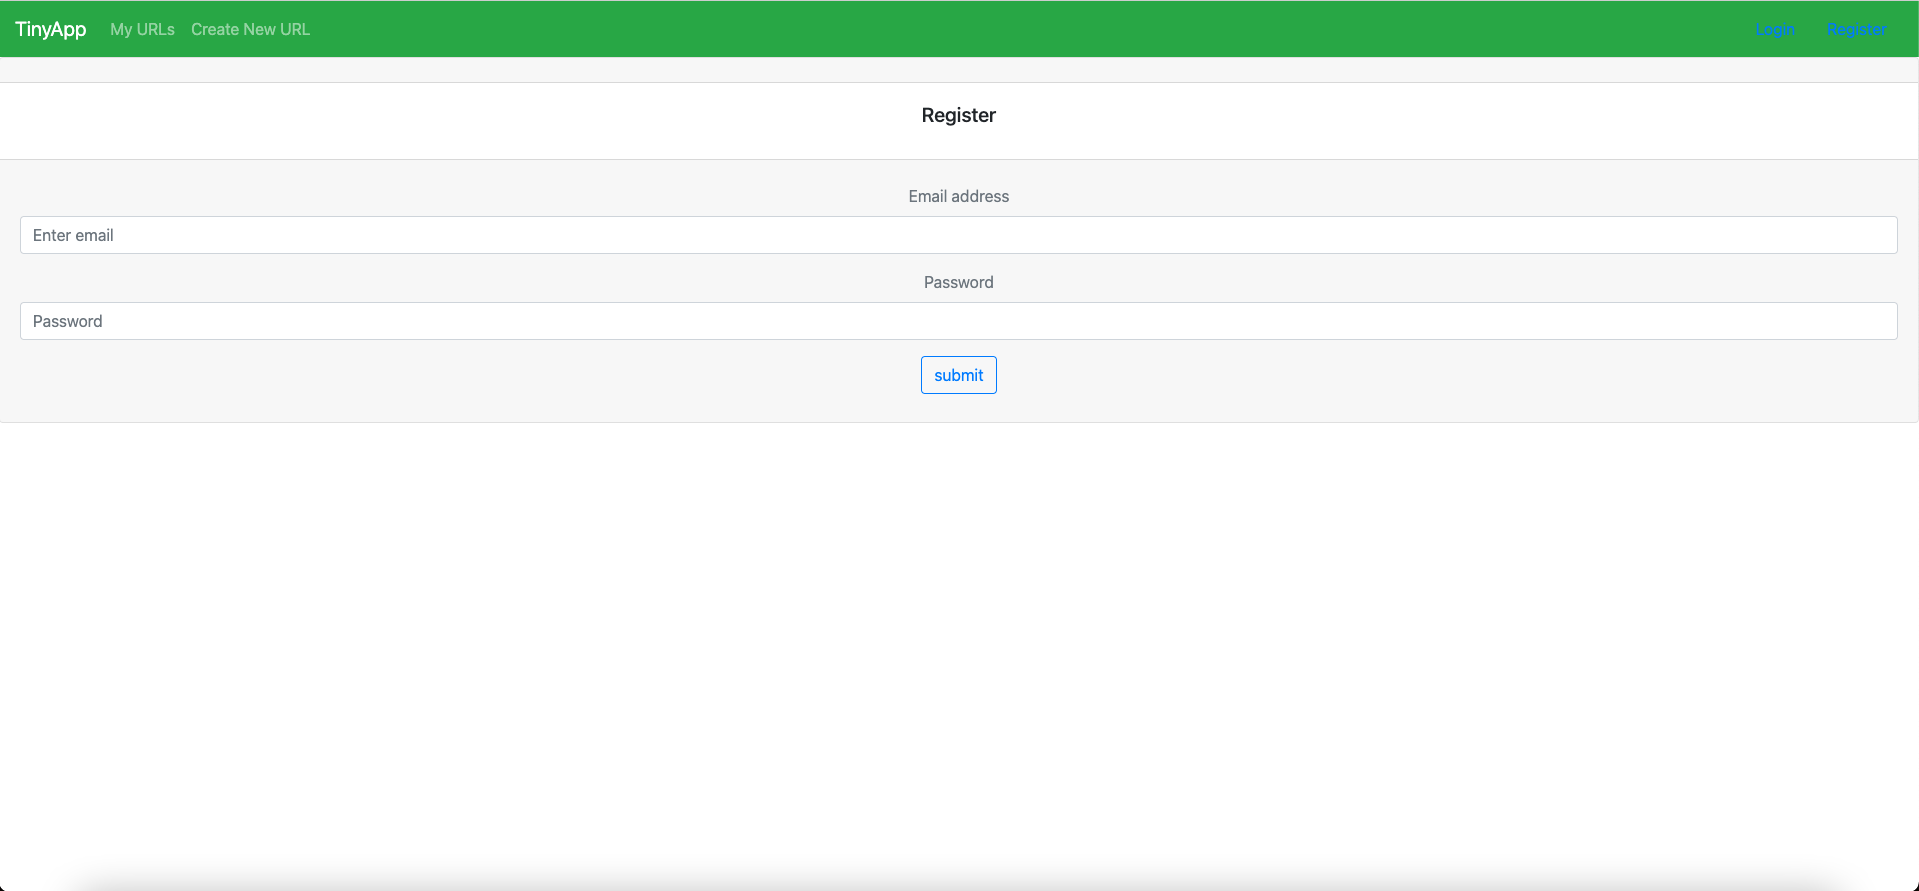 TinyApp My URLs Create New URL Login Register
Register
Email address
Enter email
Password
Password
submit